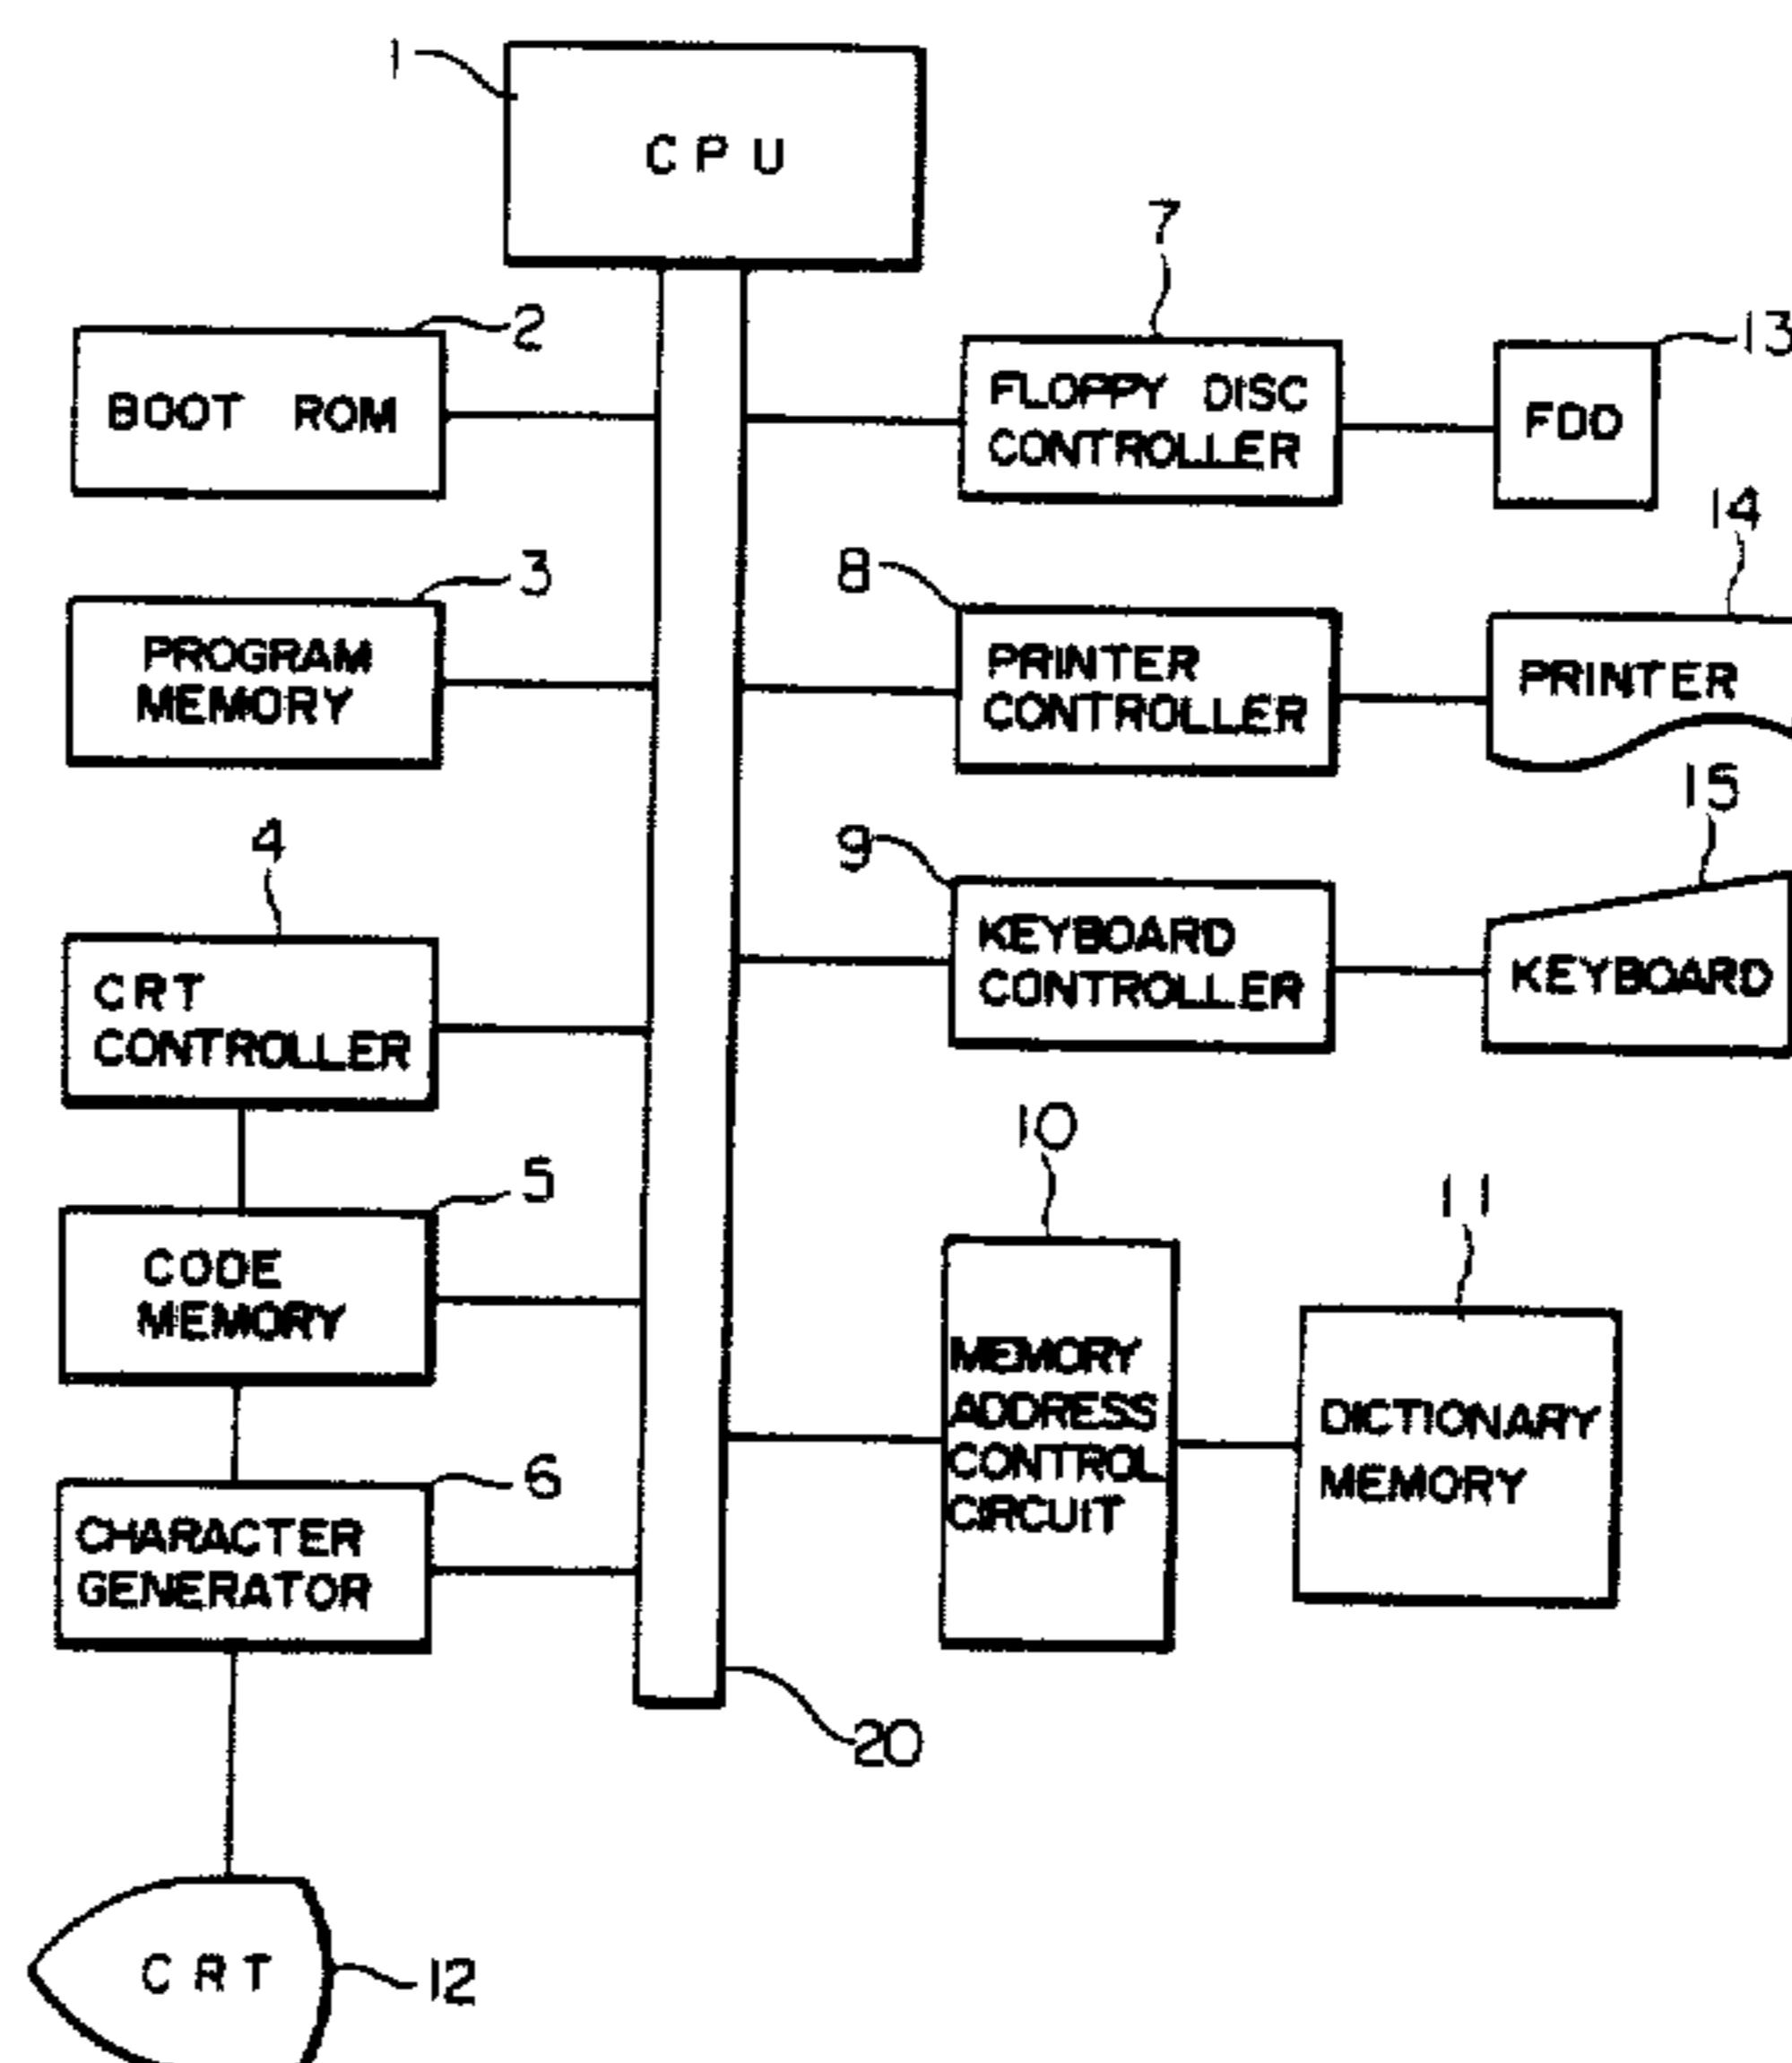 1
CPU
7
2
13
BOOT ROM
FLOPPY DISC
CONTROLLER
FDD
14
3
8
PROGRAM
MEMORY
PRINTER
CONTROLLER
PRINTER
15
4
9
CRT
CONTROLLER
KEYBOARD
CONTROLLER
KEYBOARD
10
5
11
CODE
MEMORY
MEMORY
ADDRESS
CONTROL
CIRCUIT
DICTIONARY
MEMORY
6
CHARACTER
GENERATOR
20
CRT
12